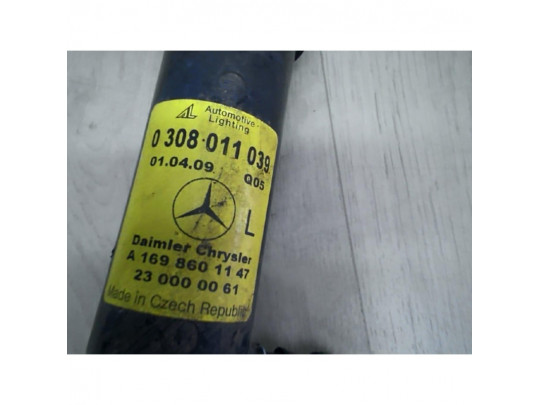 AL Automotive
Lighting
0 308 011 039
01.04.09 Q05
L
Daimler Chrysler
A 169 860 11 47
23 000 00 61
Made in Czech Republic